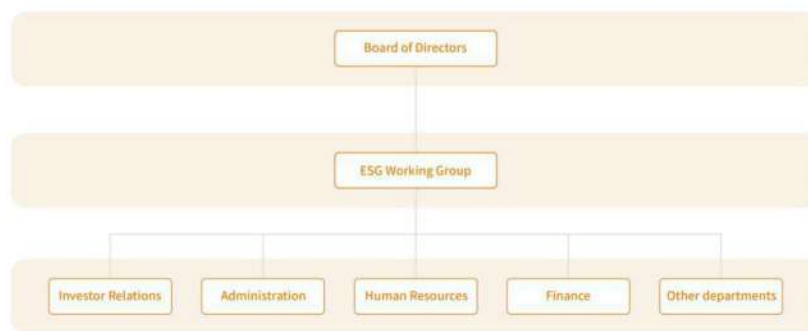 Board of Directors
ESG Working Group
Investor Relations
Administration
Human Resources
Finance
Other departments